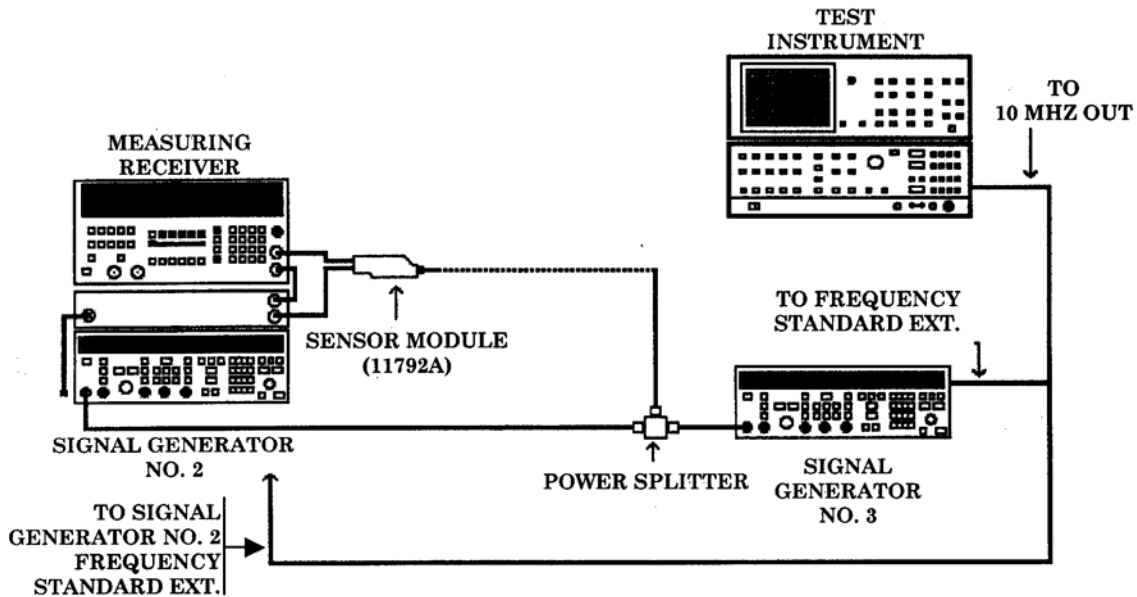 TEST
INSTRUMENT
TO
10 MHZ OUT
MEASURING
RECEIVER
SENSOR MODULE
(11792A)
TO FREQUENCY
STANDARD EXT.
SIGNAL GENERATOR
NO. 2
POWER SPLITTER
SIGNAL
GENERATOR
NO. 3
TO SIGNAL
GENERATOR NO. 2
FREQUENCY
STANDARD EXT.